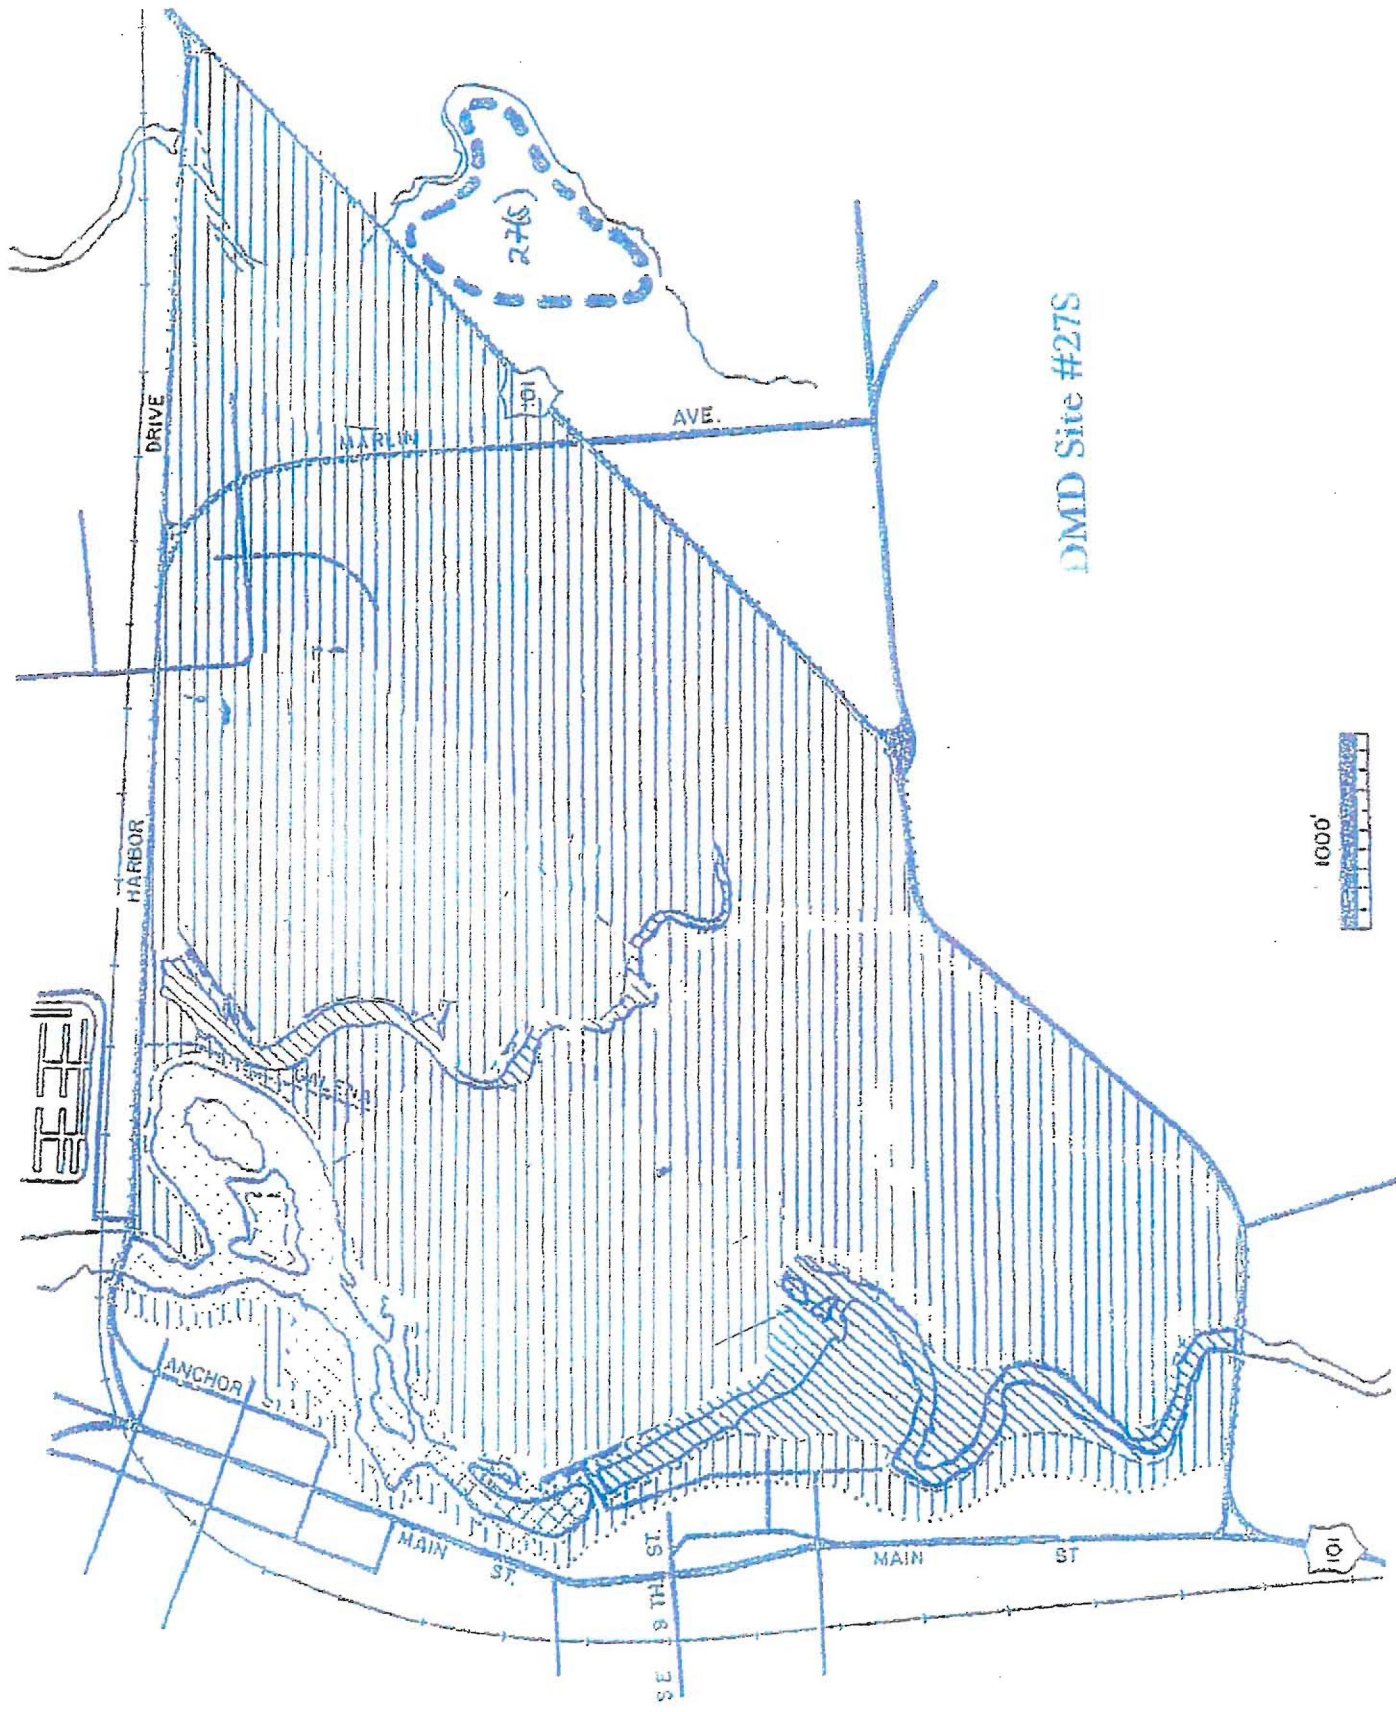 DRIVE
HARBOR
27(S)
101
MARLIN
AVE.
DMD Site #27S
1000'
ANCHOR
MAIN
ST.
MAIN
ST
101
SE 8 TH ST